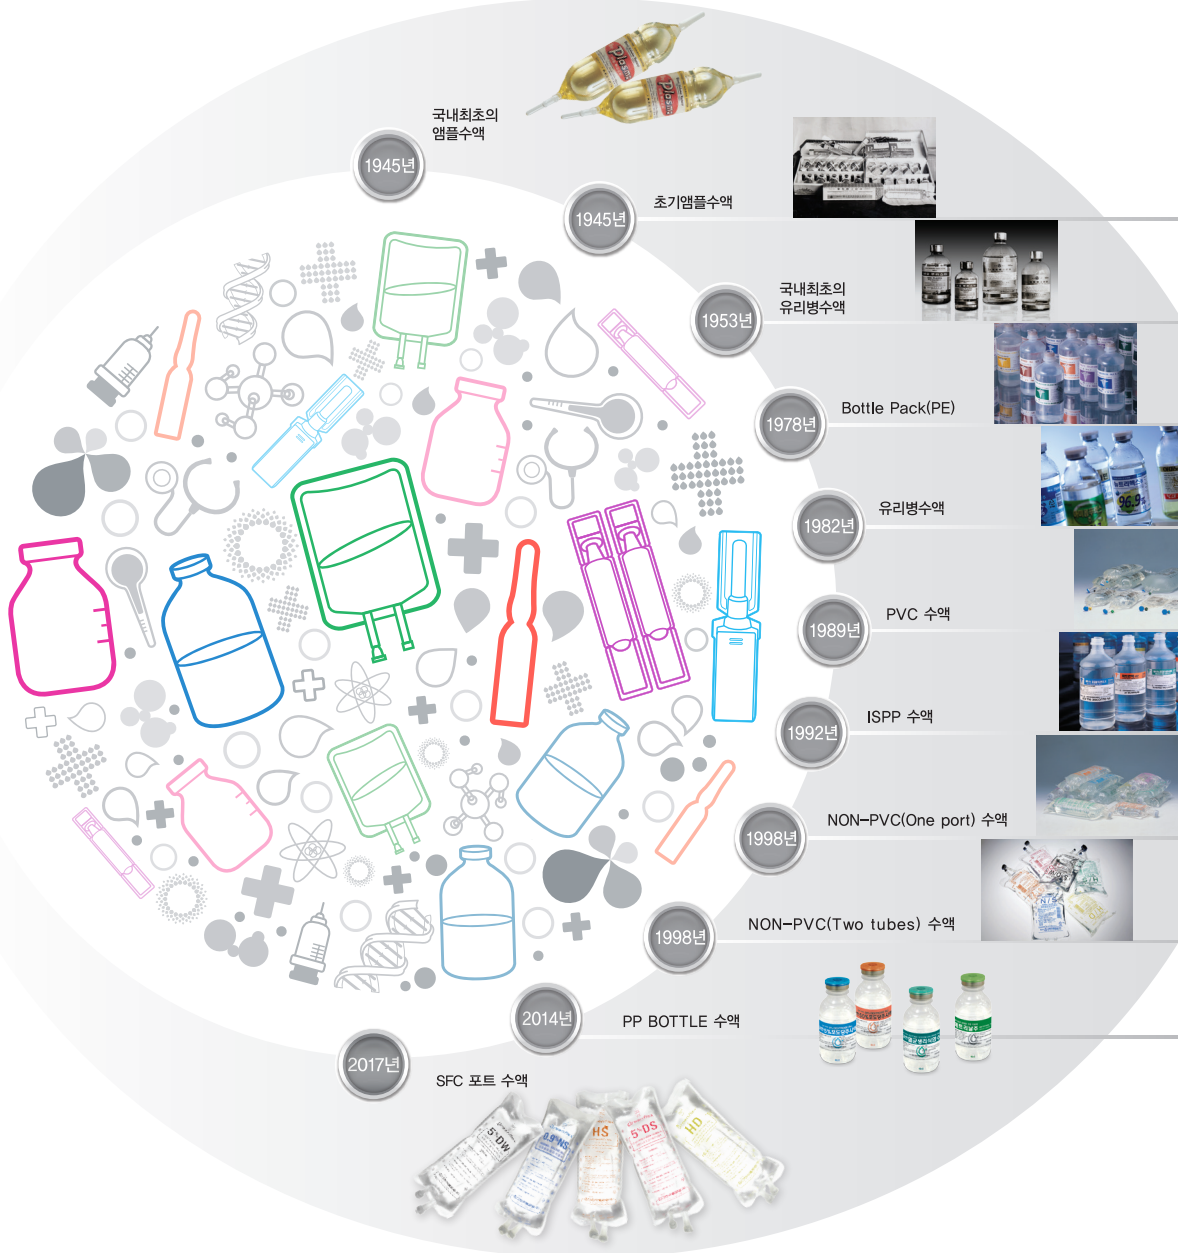 Plasma
Plasma
국내최초의
앰플수액
1945년
1945년
초기앰플수액
국내최초의
유리병수액
1953년
1978년
Bottle Pack(PE)
1982년
유리병수액
96.9
1989년
PVC 수액
1992년
ISPP 수액
1998년
NON-PVC(One port) 수액
1998년
NON-PVC(Two tubes) 수액
N/S
2014년
PP BOTTLE 수액
2017년
SFC 포트 수액
5%DW
HS
5%DS
HD